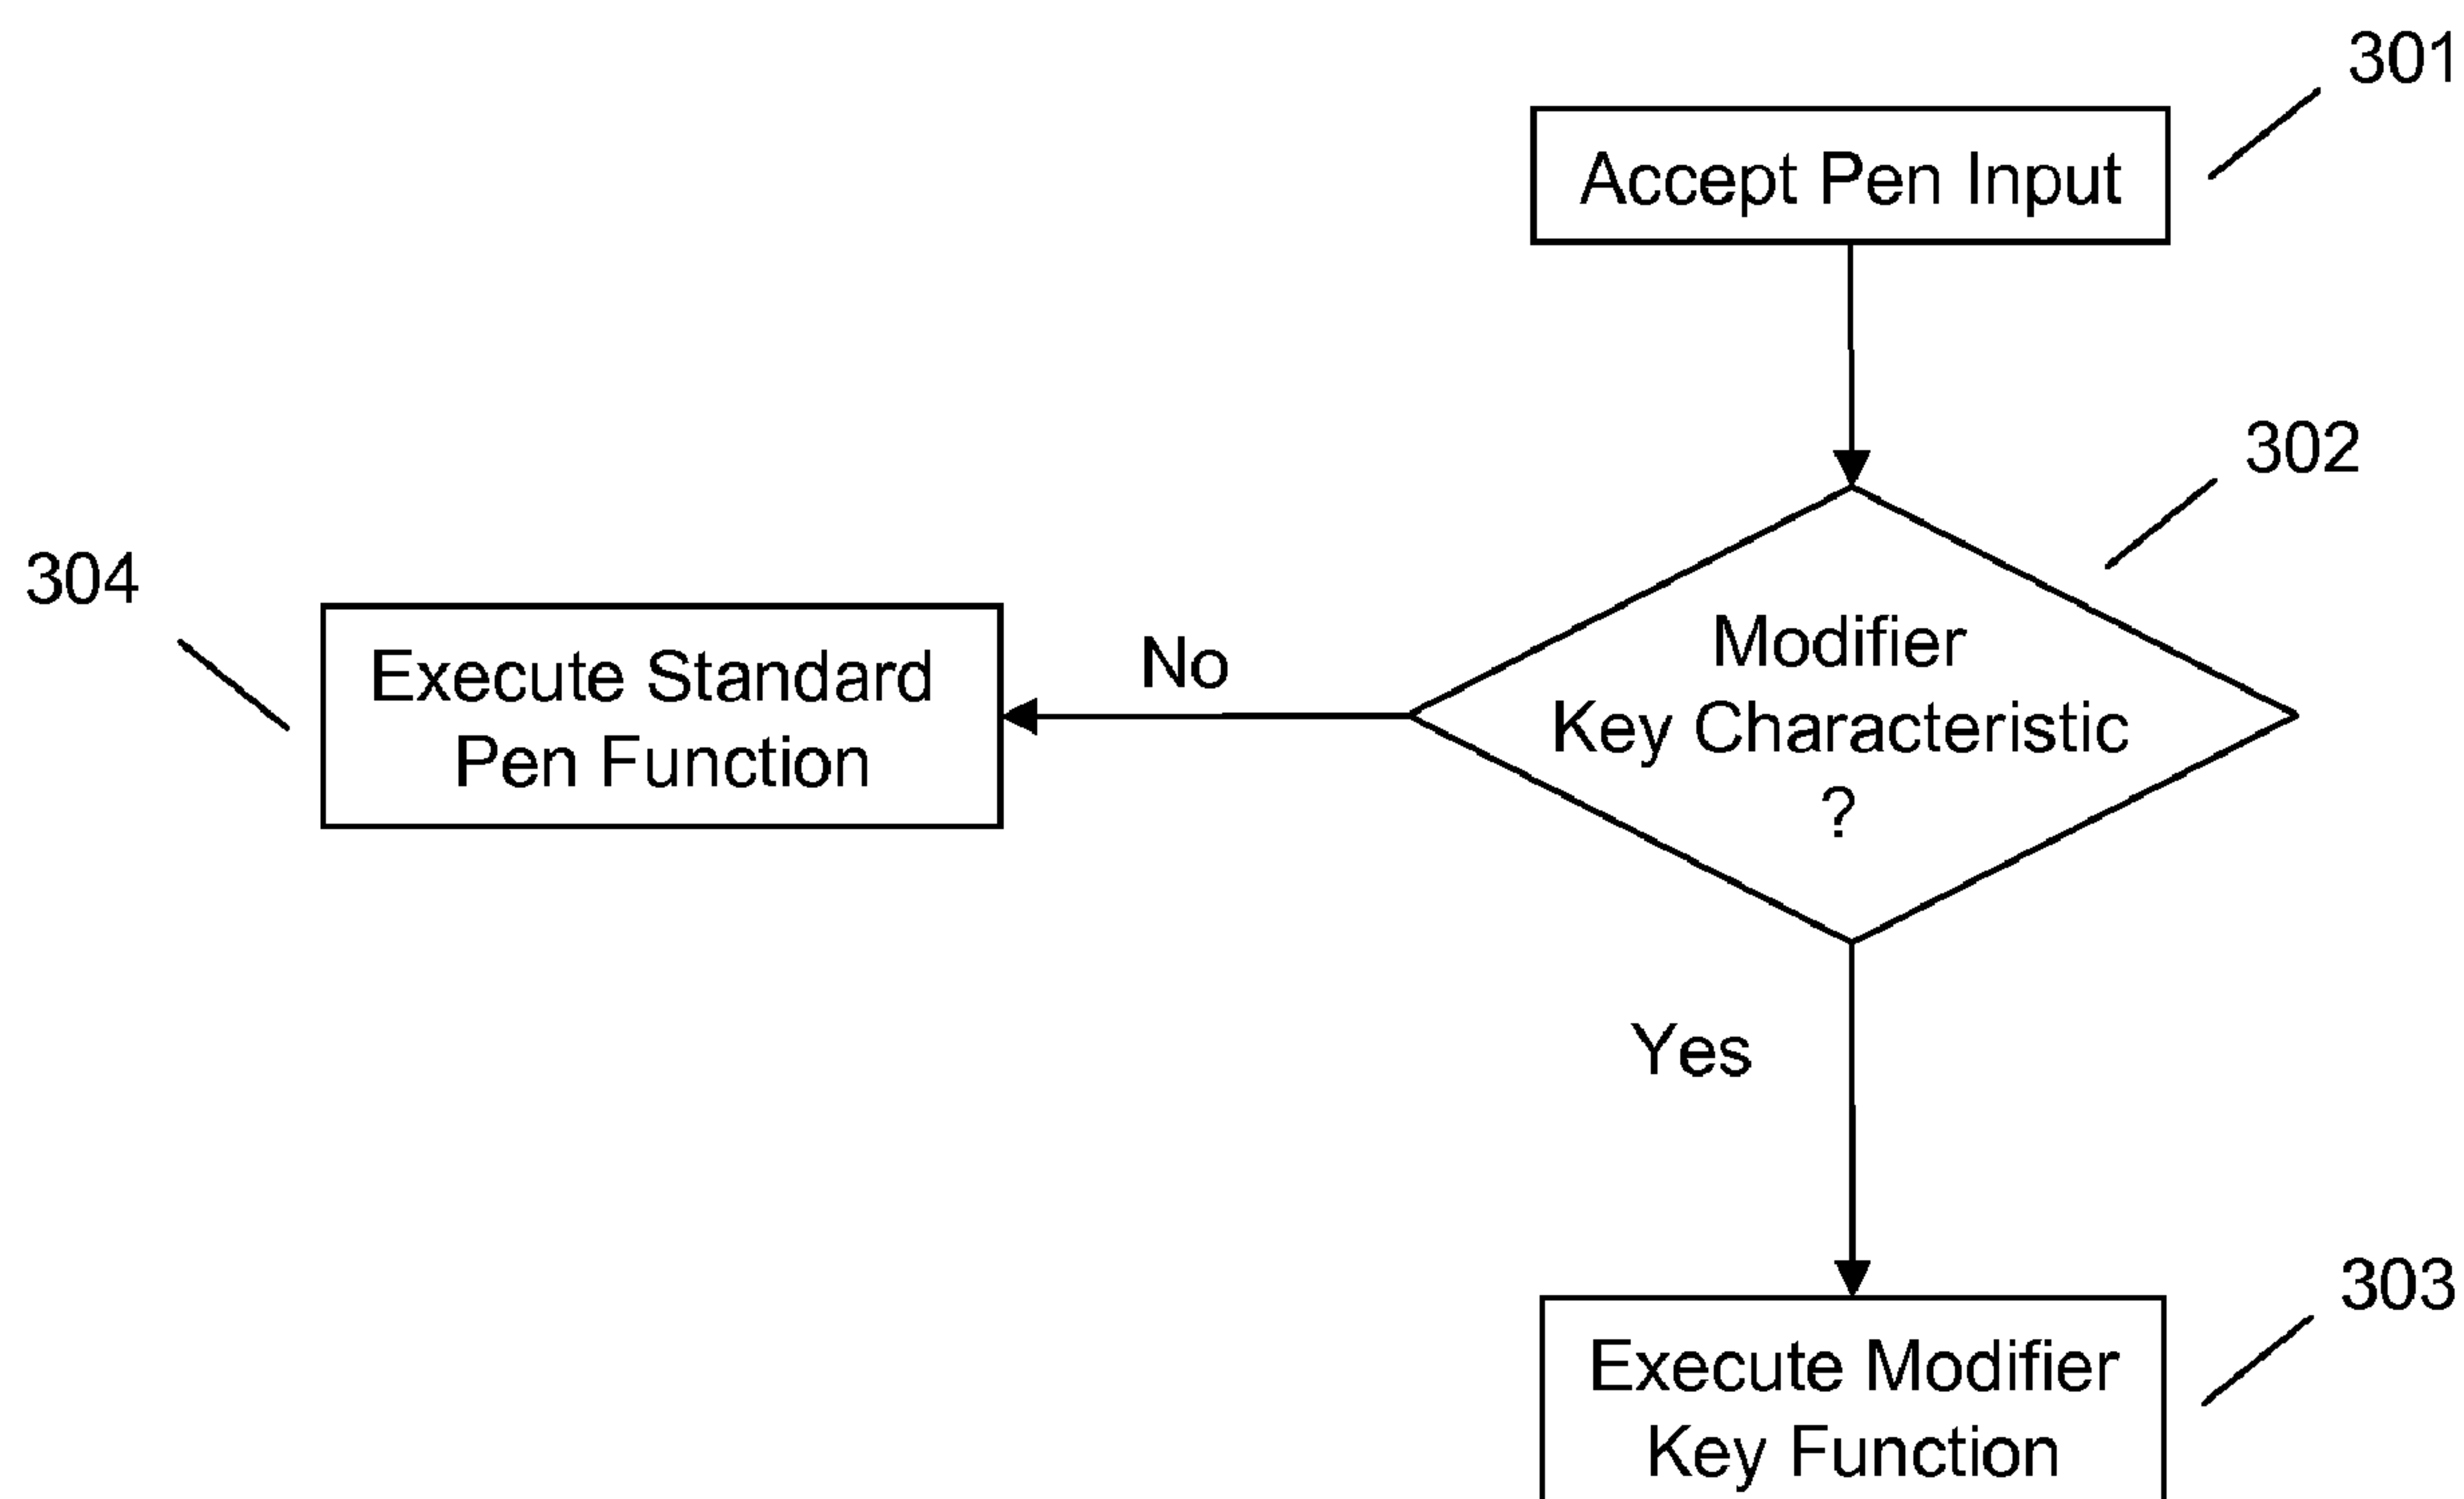 301
Accept Pen Input
302
Modifier
Key Characteristic
?
304
Execute Standard
Pen Function
No
Yes
303
Execute Modifier
Key Function